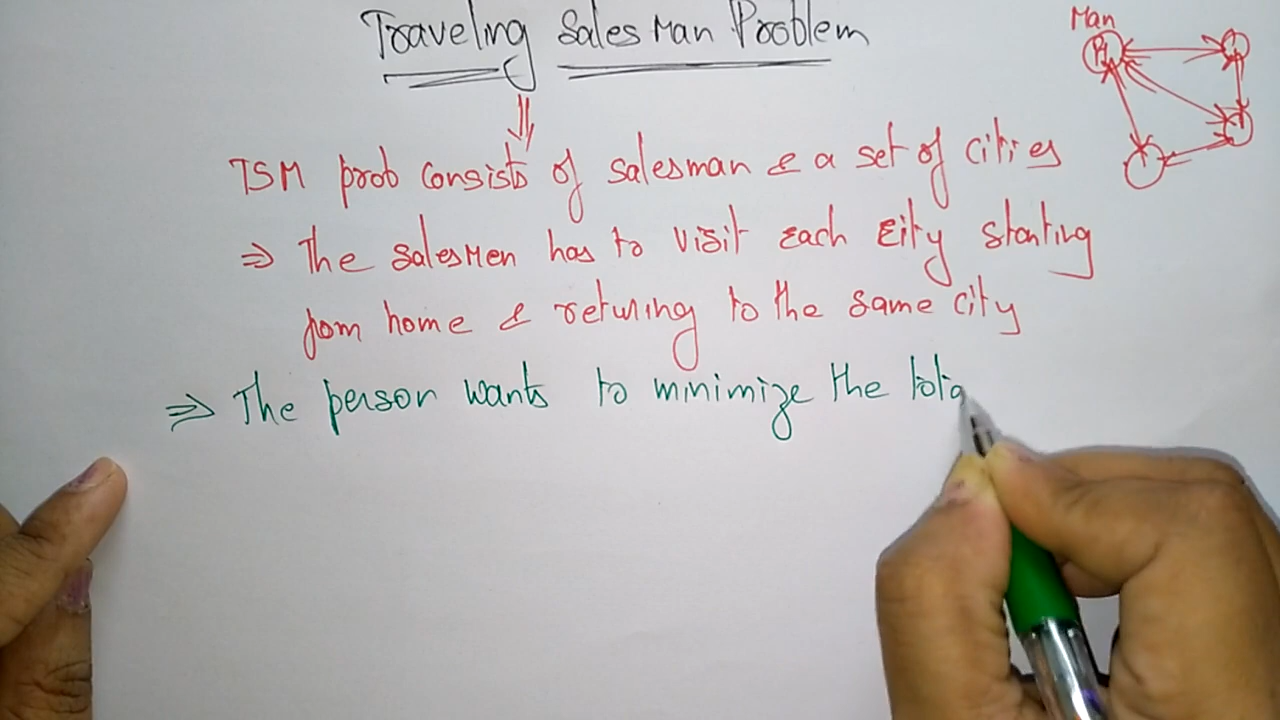 Traveling Sales Man Problem
Man
P1
TSM prob consists of salesman & a set of cities
⇒ The salesmen has to visit each city starting
from home & returning to the same city
⇒ The person wants to minimize the tota